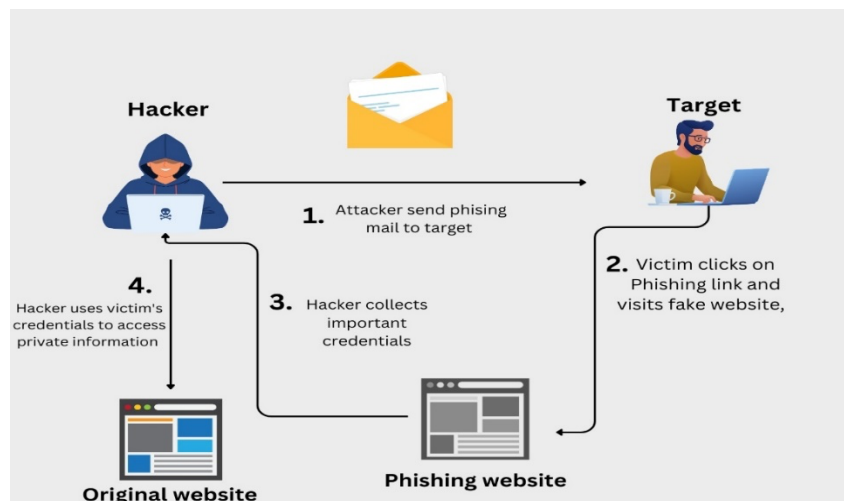 Hacker
Target
1. Attacker send phising
mail to target
2. Victim clicks on
Phishing link and
visits fake website,
3. Hacker collects
important
credentials
4.
Hacker uses victim's
credentials to access
private information
Original website
Phishing website